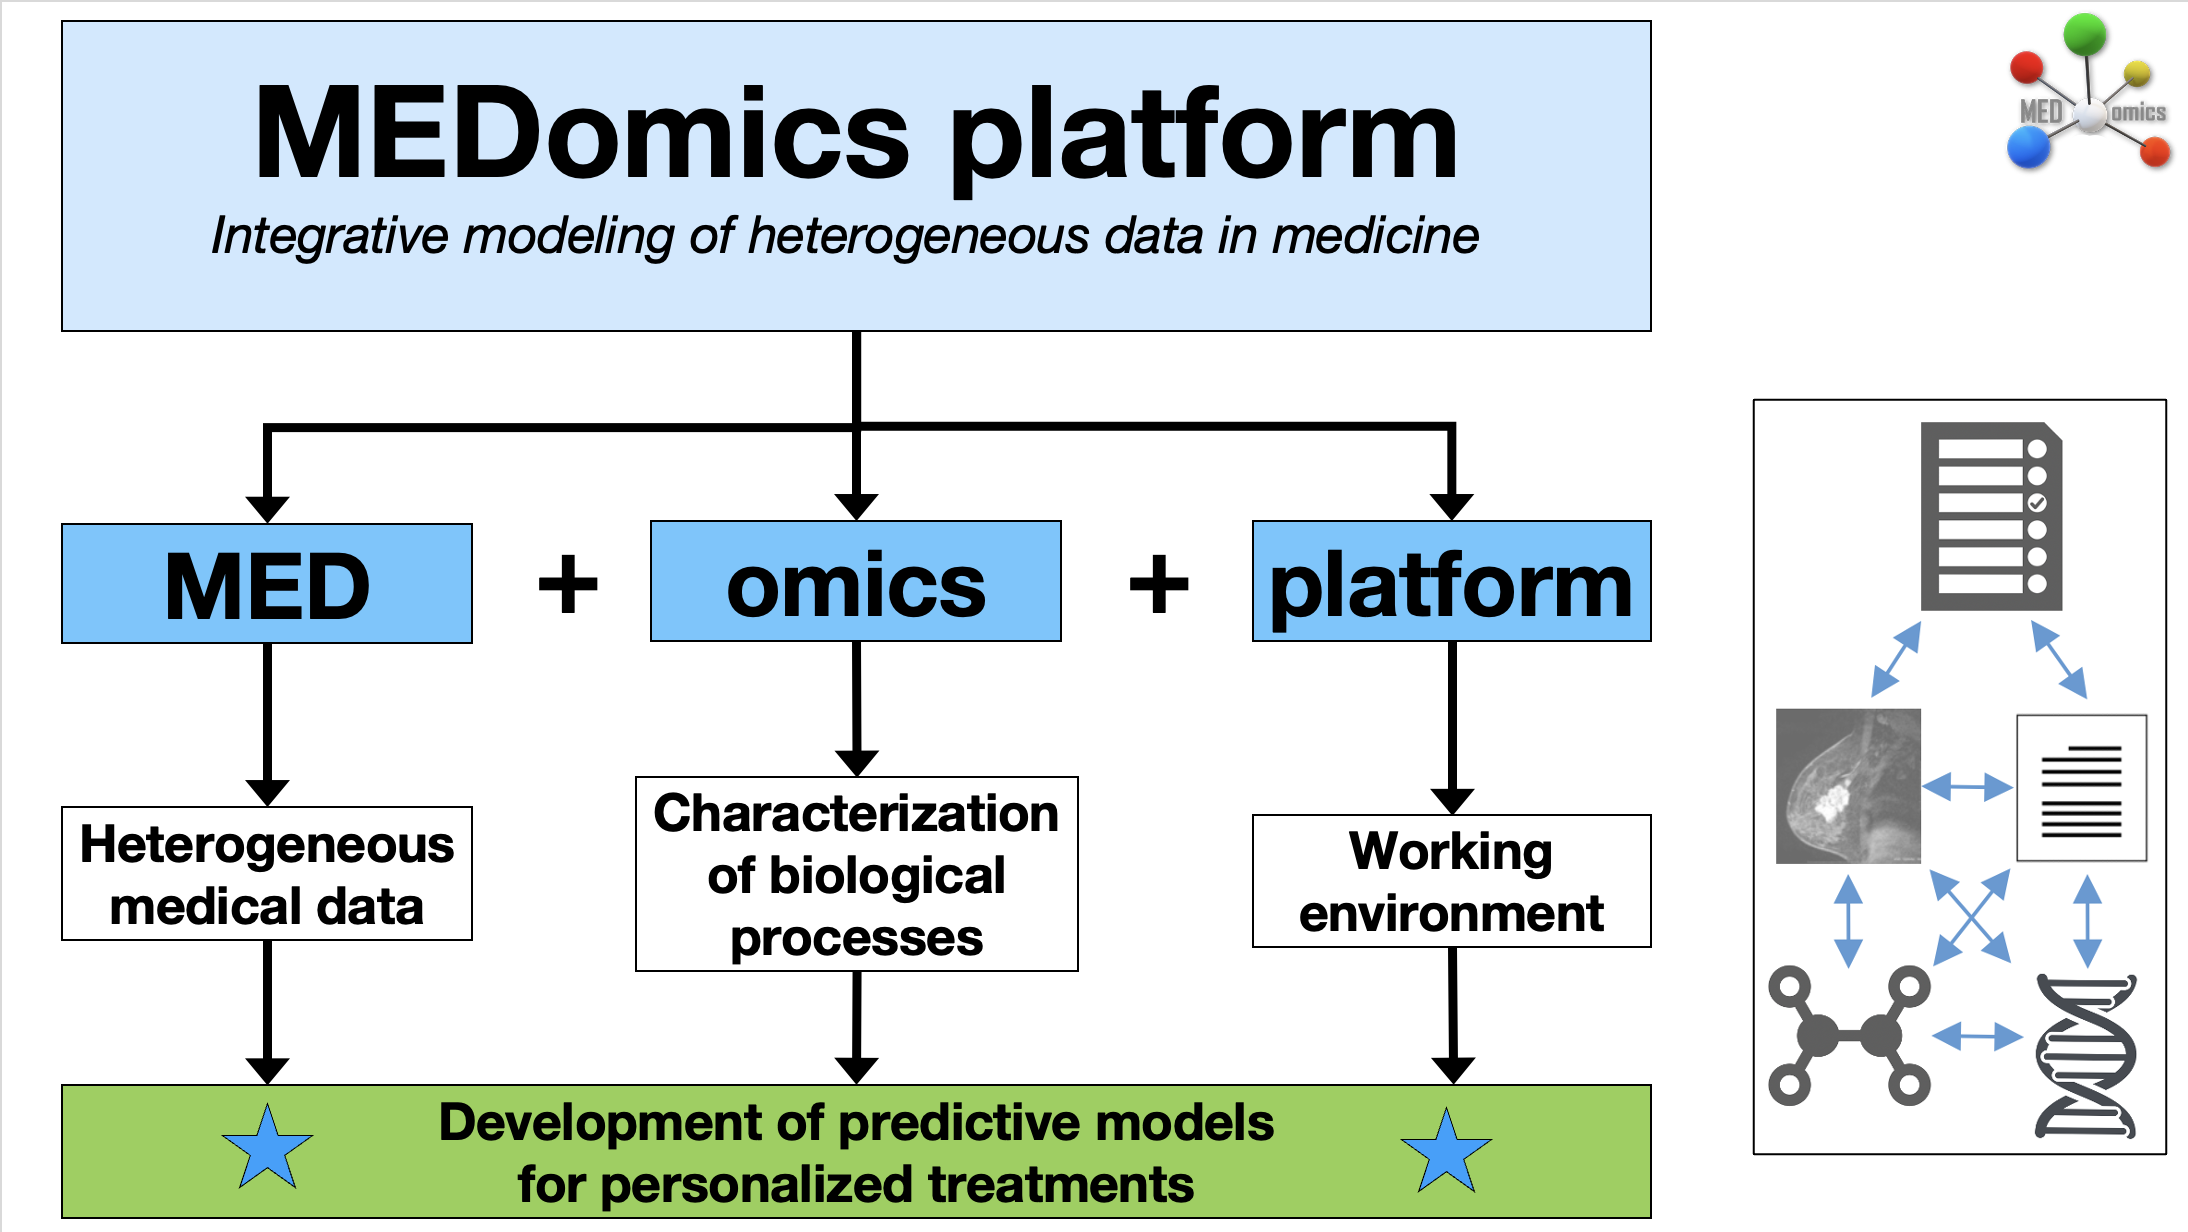 MEDomics platform
Integrative modeling of heterogeneous data in medicine
MED omics
MED + omics + platform
Heterogeneous
medical data
Characterization
of biological
processes
Working
environment
Development of predictive models
for personalized treatments